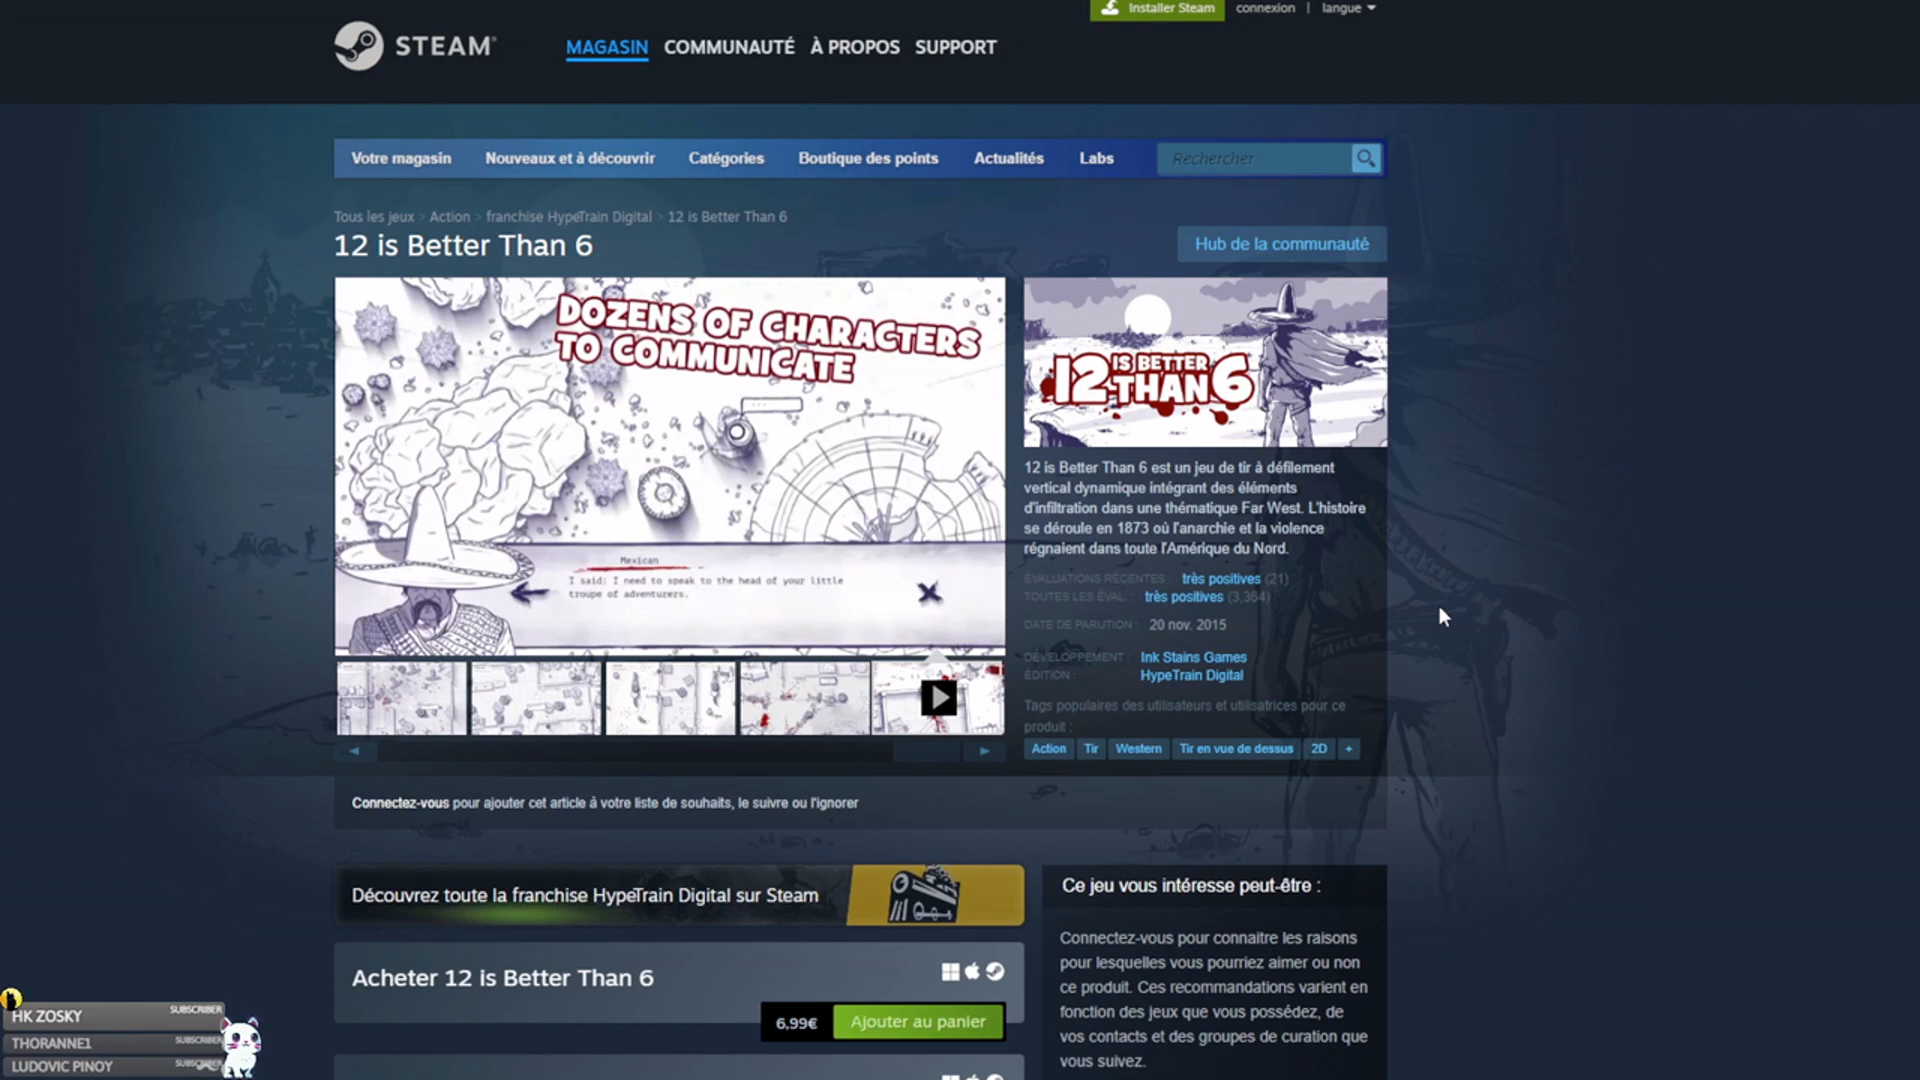 Installer Steam
connexion | langue
STEAM
MAGASIN COMMUNAUTÉ À PROPOS SUPPORT
Votre magasin Nouveaux et à découvrir Catégories Boutique des points Actualités Labs Rechercher
Tous les jeux > Action > franchise HypeTrain Digital > 12 is Better Than 6
12 is Better Than 6
Hub de la communauté
DOZENS OF CHARACTERS
TO COMMUNICATE
Mexican
I said: I need to speak to the head of your little
troupe of adventurers.
12 IS BETTER THAN 6
12 is Better Than 6 est un jeu de tir à défilement
vertical dynamique intégrant des éléments
d'infiltration dans une thématique Far West. L'histoire
se déroule en 1873 où l'anarchie et la violence
régnaient dans toute l'Amérique du Nord.
ÉVALUATIONS RÉCENTES : très positives (21)
TOUTES LES ÉVAL. : très positives (3,364)
DATE DE PARUTION : 20 nov. 2015
DÉVELOPPEMENT : Ink Stains Games
ÉDITION : HypeTrain Digital
Tags populaires des utilisateurs et utilisatrices pour ce
produit :
Action Tir Western Tir en vue de dessus 2D +
Connectez-vous pour ajouter cet article à votre liste de souhaits, le suivre ou l'ignorer
Découvrez toute la franchise HypeTrain Digital sur Steam
Acheter 12 is Better Than 6
6,99€ Ajouter au panier
Ce jeu vous intéresse peut-être :
Connectez-vous pour connaitre les raisons
pour lesquelles vous pourriez aimer ou non
ce produit. Ces recommandations varient en
fonction des jeux que vous possédez, de
vos contacts et des groupes de curation que
vous suivez.
HK ZOSKY SUBSCRIBER
THORANNE1 SUBSCRIBER
LUDOVIC PINOY SUBSCRIBER